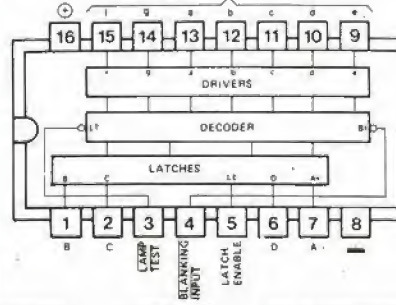 f g a b c d e
16 15 14 13 12 11 10 9
f g a b c d e
DRIVERS
LT DECODER BI
LATCHES
B C LE D A
1 2 3 4 5 6 7 8
B C LAMP TEST BLANKING INPUT LATCH ENABLE D A